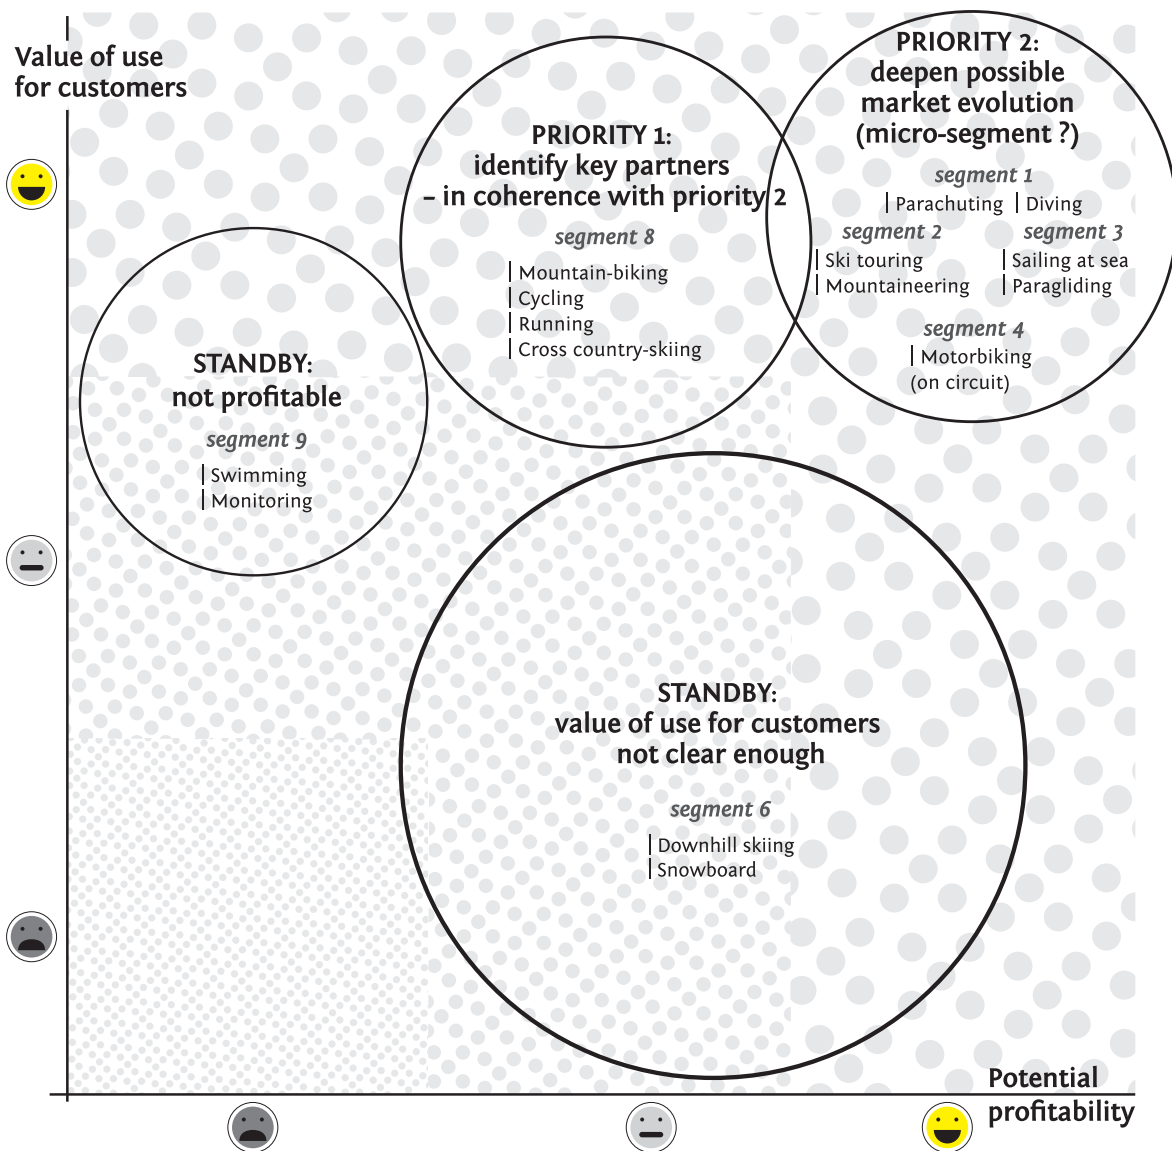 Value of use
for customers
PRIORITY 1:
identify key partners
– in coherence with priority 2
segment 8
Mountain-biking
Cycling
Running
Cross country-skiing
PRIORITY 2:
deepen possible
market evolution
(micro-segment ?)
segment 1
Parachuting
Diving
segment 2
Ski touring
Mountaineering
segment 3
Sailing at sea
Paragliding
segment 4
Motorbiking
(on circuit)
STANDBY:
not profitable
segment 9
Swimming
Monitoring
STANDBY:
value of use for customers
not clear enough
segment 6
Downhill skiing
Snowboard
Potential
profitability